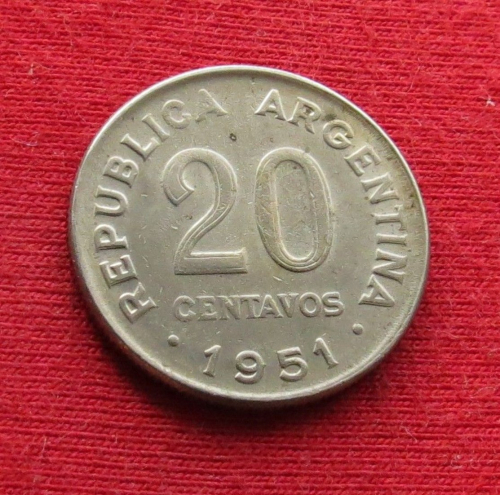 REPUBLICA ARGENTINA
20
CENTAVOS
· 1951 ·